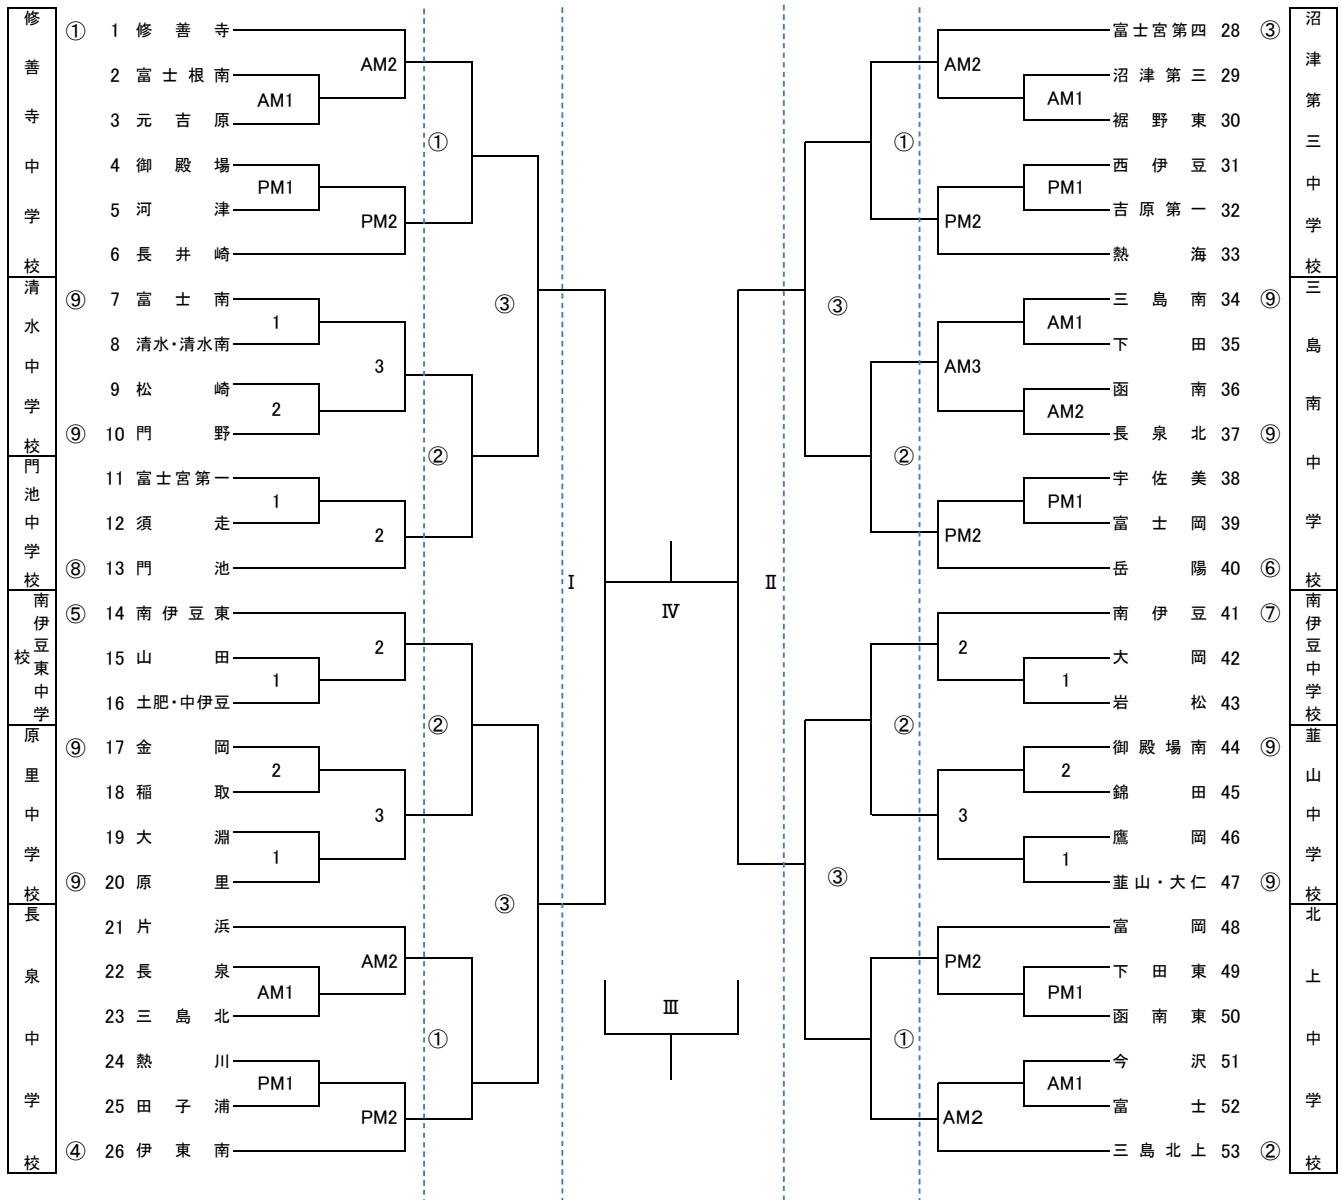 修善寺中学校
① 1 修善寺
2 富士根南
3 元吉原
4 御殿場
5 河津
6 長井崎
AM1
AM2
PM1
PM2
①
清水中学校
⑨ 7 富士南
8 清水・清水南
9 松崎
⑨ 10 門野
1
2
3
③
門池中学校
11 富士宮第一
12 須走
⑧ 13 門池
1
2
②
南伊豆東中学校
⑤ 14 南伊豆東
15 山田
16 土肥・中伊豆
2
1
②
原里中学校
⑨ 17 金岡
18 稲取
19 大淵
⑨ 20 原里
2
3
1
③
長泉中学校
21 片浜
22 長泉
23 三島北
24 熱川
25 田子浦
④ 26 伊東南
AM2
AM1
PM1
PM2
①
Ⅰ
Ⅳ
Ⅱ
Ⅲ
沼津第三中学校
富士宮第四 28 ③
沼津第三 29
裾野東 30
西伊豆 31
吉原第一 32
熱海 33
AM2
AM1
PM1
PM2
①
三島南中学校
三島南 34 ⑨
下田 35
函南 36
長泉北 37 ⑨
宇佐美 38
富士岡 39
岳陽 40 ⑥
AM1
AM3
AM2
PM1
PM2
③
②
南伊豆中学校
南伊豆 41 ⑦
大岡 42
岩松 43
2
1
②
韮山中学校
御殿場南 44 ⑨
錦田 45
鷹岡 46
韮山・大仁 47 ⑨
2
3
1
③
北上中学校
富岡 48
下田東 49
函南東 50
今沢 51
富士 52
三島北上 53 ②
PM2
PM1
AM1
AM2
①